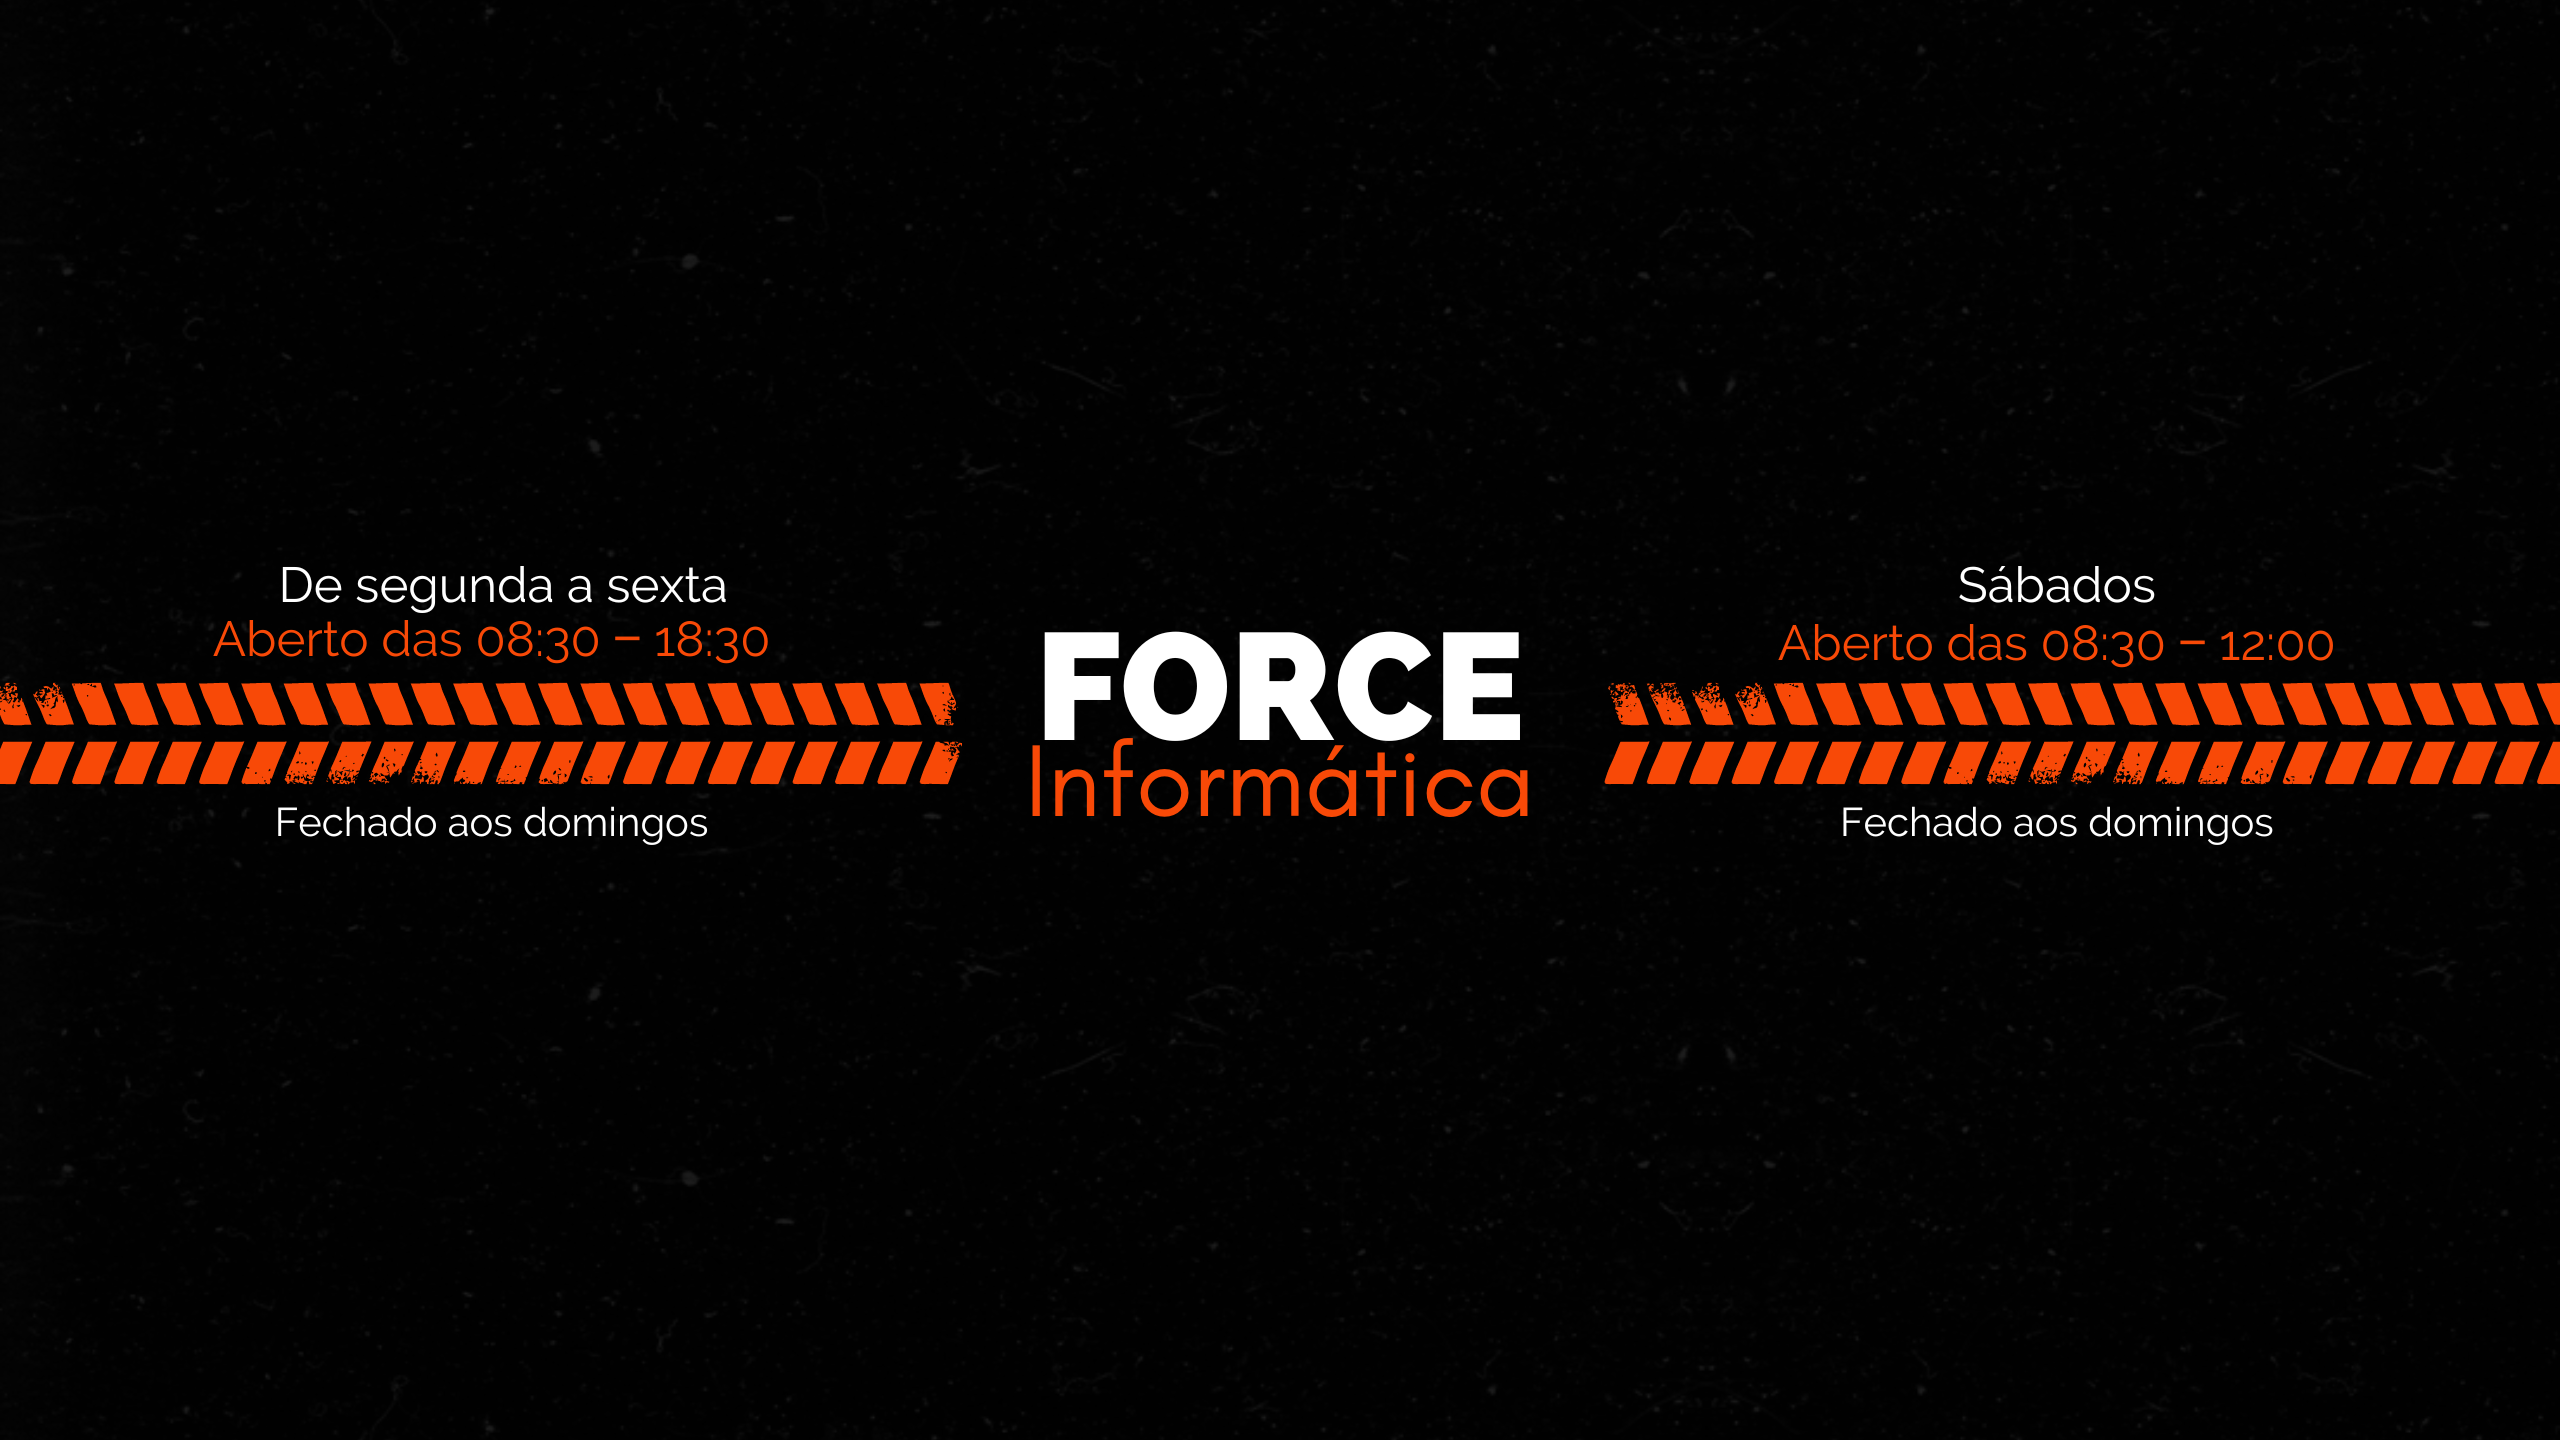 De segunda a sexta
Aberto das 08:30 – 18:30
Fechado aos domingos
FORCE
Informática
Sábados
Aberto das 08:30 – 12:00
Fechado aos domingos